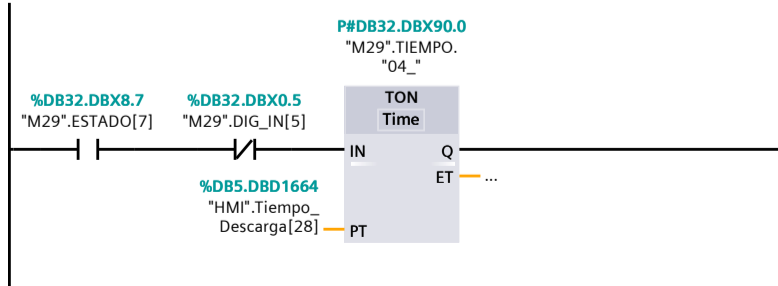 P#DB32.DBX90.0
"M29".TIEMPO.
"04_"
%DB32.DBX8.7
"M29".ESTADO[7]
%DB32.DBX0.5
"M29".DIG_IN[5]
TON
Time
IN
Q
ET
...
%DB5.DBD1664
"HMI".Tiempo_
Descarga[28]
PT